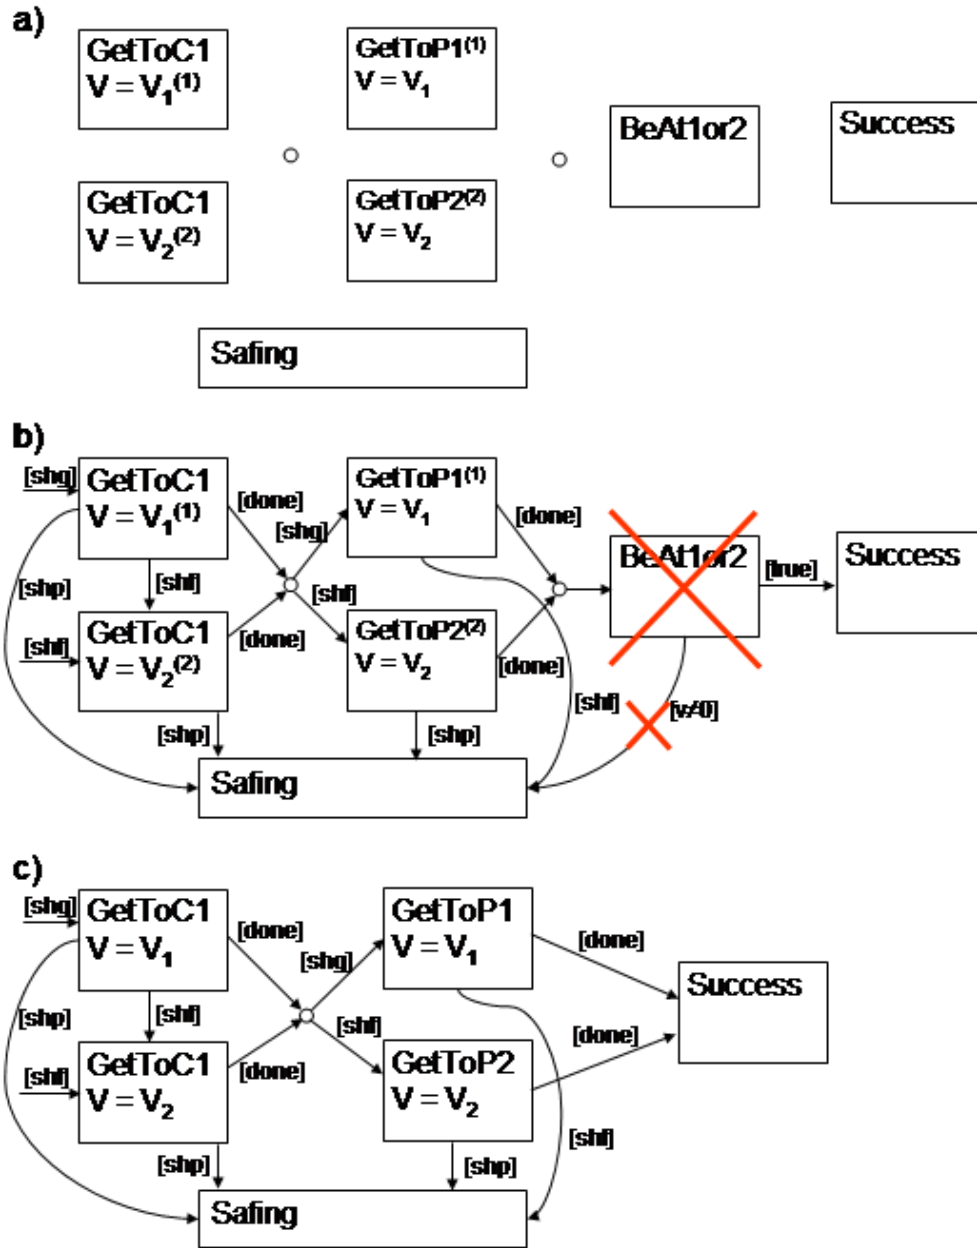 a)
GetToC1
V = V₁⁽¹⁾
GetToP1⁽¹⁾
V = V₁
BeAt1or2
Success
GetToC1
V = V₂⁽²⁾
GetToP2⁽²⁾
V = V₂
Safing
b)
[shg]
GetToC1
V = V₁⁽¹⁾
[done]
[shg]
GetToP1⁽¹⁾
V = V₁
[done]
BeAt1or2
[true]
Success
[shp]
[shf]
[shf]
[shf]
GetToC1
V = V₂⁽²⁾
[done]
GetToP2⁽²⁾
V = V₂
[done]
[shf]
[v≠0]
[shp]
[shp]
Safing
c)
[shg]
GetToC1
V = V₁
[done]
[shg]
GetToP1
V = V₁
[done]
Success
[shp]
[shf]
[shf]
[shf]
GetToC1
V = V₂
[done]
GetToP2
V = V₂
[done]
[shf]
[shp]
[shp]
Safing